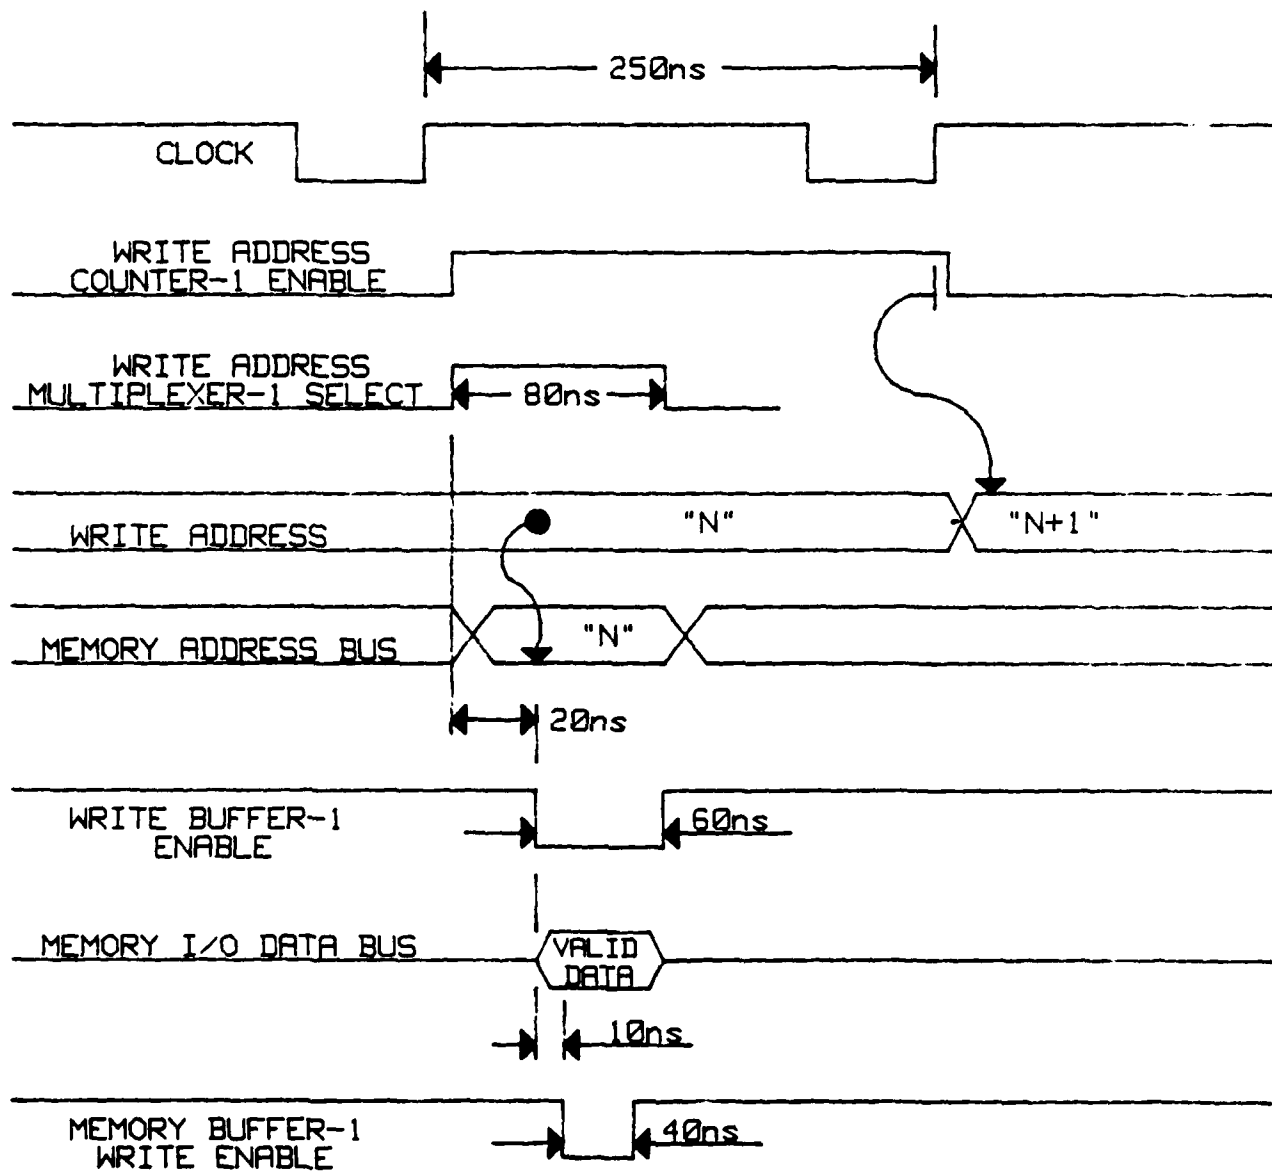 250ns
CLOCK
WRITE ADDRESS
COUNTER-1 ENABLE
WRITE ADDRESS
MULTIPLEXER-1 SELECT
80ns
WRITE ADDRESS
"N"
"N+1"
MEMORY ADDRESS BUS
"N"
20ns
WRITE BUFFER-1
ENABLE
60ns
MEMORY I/O DATA BUS
VALID
DATA
10ns
MEMORY BUFFER-1
WRITE ENABLE
40ns